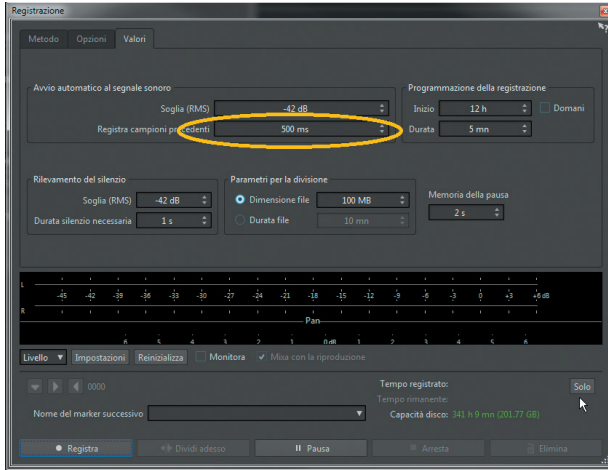 Registrazione
Metodo Opzioni Valori
Avvio automatico al segnale sonoro
Soglia (RMS) -42 dB
Registra campioni precedenti 500 ms
Programmazione della registrazione
Inizio 12 h Domani
Durata 5 mn
Rilevamento del silenzio
Soglia (RMS) -42 dB
Durata silenzio necessaria 1 s
Parametri per la divisione
Dimensione file 100 MB
Durata file 10 mn
Memoria della pausa
2 s
L
-45 -42 -39 -36 -33 -30 -27 -24 -21 -18 -15 -12 -9 -6 -3 0 +3 +6 dB
R
Pan
6 5 4 3 2 1 0dB 1 2 3 4 5 6
Livello Impostazioni Reinizializza Monitora Mixa con la riproduzione
0000
Tempo registrato:
Tempo rimanente:
Capacità disco: 341 h 9 mn (201.77 GB)
Solo
Nome del marker successivo
Registra Dividi adesso Pausa Arresta Elimina